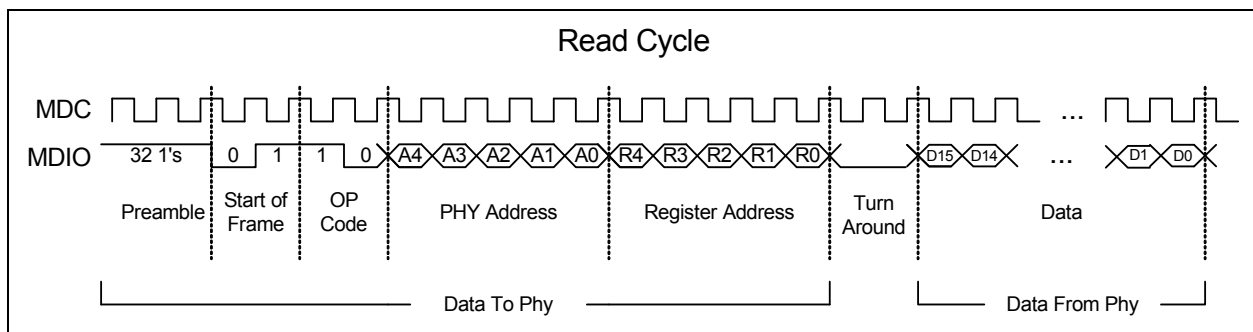 Read Cycle
MDC ...
MDIO 32 1's 0 1 1 0 A4 A3 A2 A1 A0 R4 R3 R2 R1 R0 D15 D14 ... D1 D0
Preamble
Start of
Frame
OP
Code
PHY Address
Register Address
Turn
Around
Data
Data To Phy
Data From Phy